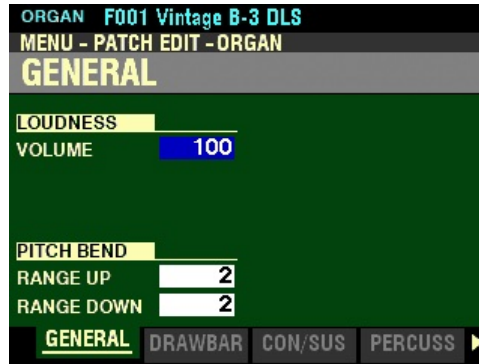 ORGAN F001 Vintage B-3 DLS
MENU - PATCH EDIT - ORGAN
GENERAL
LOUDNESS
VOLUME 100
PITCH BEND
RANGE UP 2
RANGE DOWN 2
GENERAL DRAWBAR CON/SUS PERCUSS